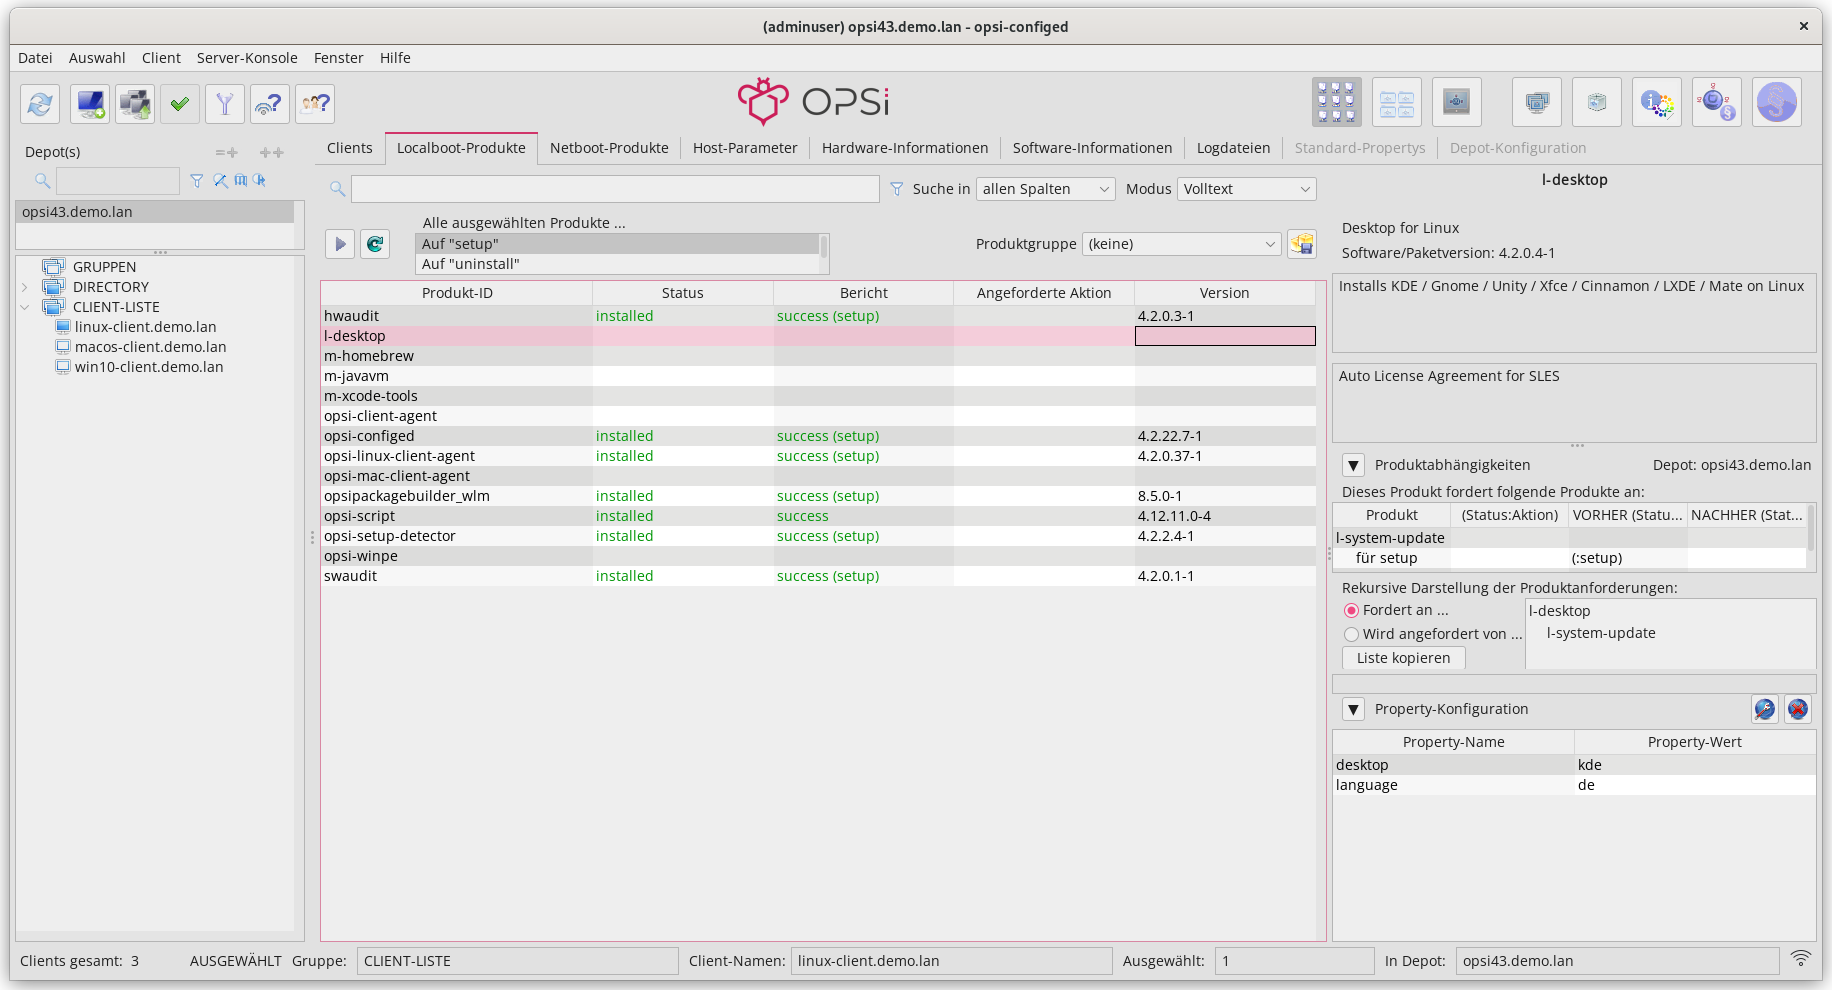 (adminuser) opsi43.demo.lan - opsi-configed
Datei Auswahl Client Server-Konsole Fenster Hilfe
OPSi
Clients Localboot-Produkte Netboot-Produkte Host-Parameter Hardware-Informationen Software-Informationen Logdateien Standard-Propertys Depot-Konfiguration
Depot(s)
opsi43.demo.lan
GRUPPEN
DIRECTORY
CLIENT-LISTE
linux-client.demo.lan
macos-client.demo.lan
win10-client.demo.lan
Suche in allen Spalten Modus Volltext
Alle ausgewählten Produkte ...
Auf "setup"
Auf "uninstall"
Produktgruppe (keine)
Produkt-ID Status Bericht Angeforderte Aktion Version
hwaudit installed success (setup) 4.2.0.3-1
l-desktop
m-homebrew
m-javavm
m-xcode-tools
opsi-client-agent
opsi-configed installed success (setup) 4.2.22.7-1
opsi-linux-client-agent installed success (setup) 4.2.0.37-1
opsi-mac-client-agent
opsipackagebuilder_wlm installed success (setup) 8.5.0-1
opsi-script installed success 4.12.11.0-4
opsi-setup-detector installed success (setup) 4.2.2.4-1
opsi-winpe
swaudit installed success (setup) 4.2.0.1-1
l-desktop
Desktop for Linux
Software/Paketversion: 4.2.0.4-1
Installs KDE / Gnome / Unity / Xfce / Cinnamon / LXDE / Mate on Linux
Auto License Agreement for SLES
Produktabhängigkeiten Depot: opsi43.demo.lan
Dieses Produkt fordert folgende Produkte an:
Produkt (Status:Aktion) VORHER (Statu... NACHHER (Stat...
l-system-update
für setup (:setup)
Rekursive Darstellung der Produktanforderungen:
Fordert an ...
Wird angefordert von ...
Liste kopieren
l-desktop
l-system-update
Property-Konfiguration
Property-Name Property-Wert
desktop kde
language de
Clients gesamt: 3 AUSGEWÄHLT Gruppe: CLIENT-LISTE Client-Namen: linux-client.demo.lan Ausgewählt: 1 In Depot: opsi43.demo.lan